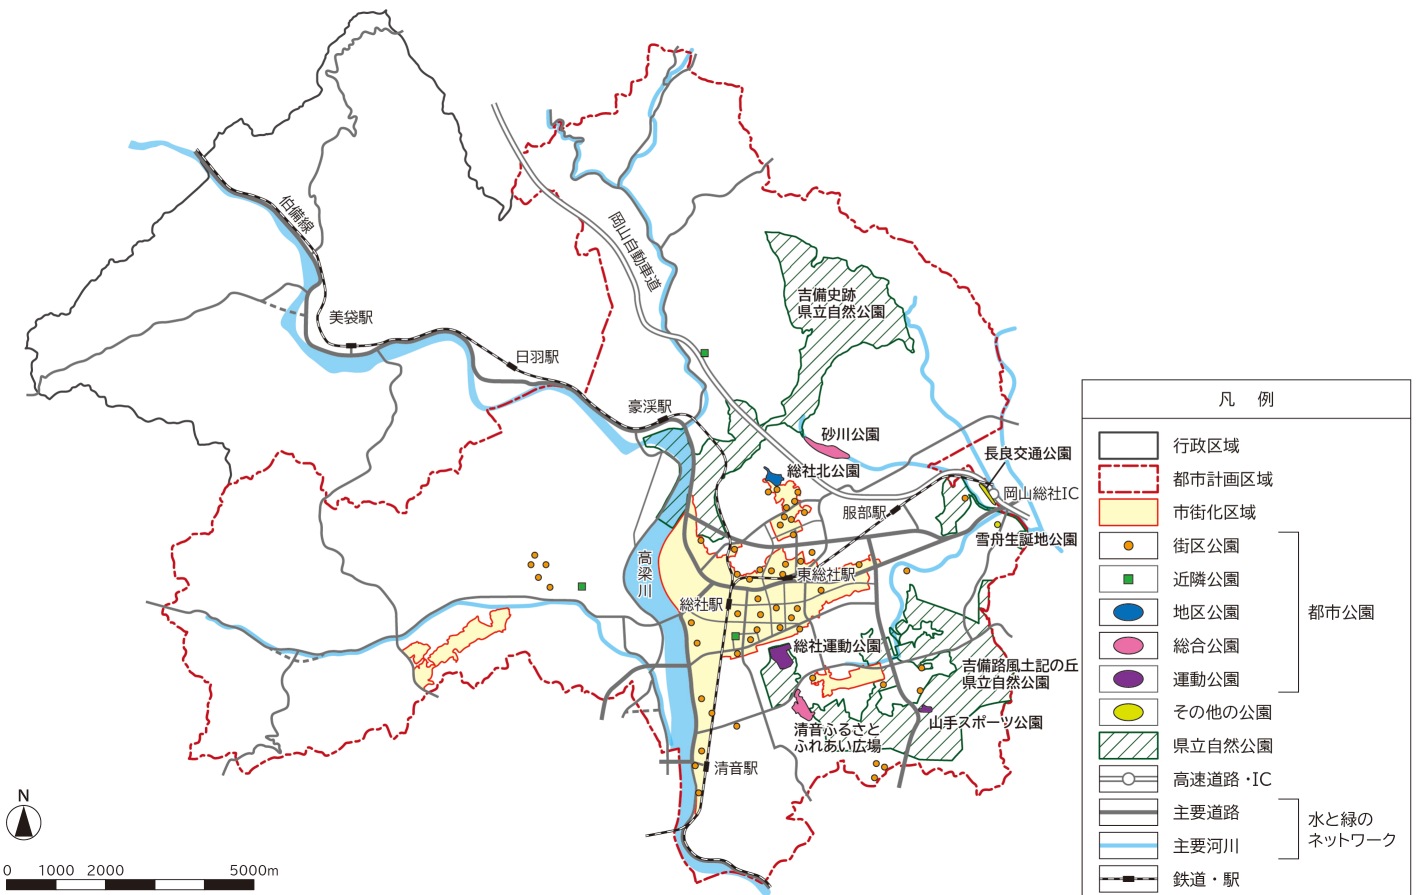 伯備線
岡山自動車道
吉備史跡
県立自然公園
美袋駅
日羽駅
豪渓駅
砂川公園
総社北公園
長良交通公園
岡山総社IC
服部駅
雪舟生誕地公園
高梁川
東総社駅
総社駅
総社運動公園
吉備路風土記の丘
県立自然公園
山手スポーツ公園
清音ふるさと
ふれあい広場
清音駅
N
0 1000 2000 5000m
凡 例
行政区域
都市計画区域
市街化区域
街区公園
近隣公園
地区公園
総合公園
運動公園
都市公園
その他の公園
県立自然公園
高速道路・IC
主要道路
主要河川
水と緑の
ネットワーク
鉄道・駅